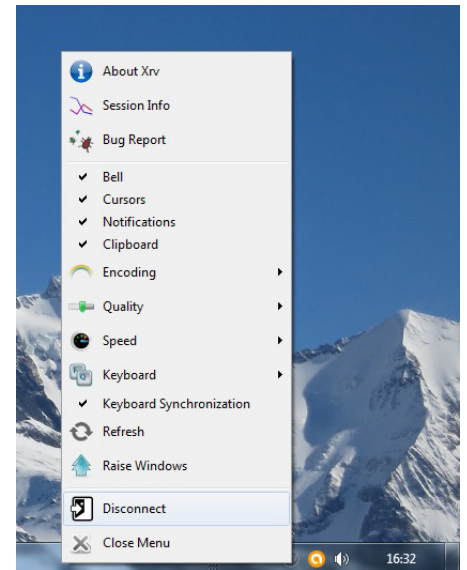 About Xrv
Session Info
Bug Report
Bell
Cursors
Notifications
Clipboard
Encoding
Quality
Speed
Keyboard
Keyboard Synchronization
Refresh
Raise Windows
Disconnect
Close Menu
16:32